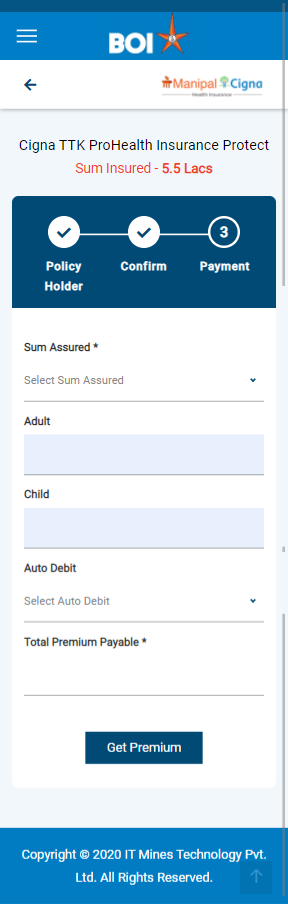 BOI
ManipalCigna
Health Insurance
Cigna TTK ProHealth Insurance Protect
Sum Insured - 5.5 Lacs
3
Policy Holder
Confirm
Payment
Sum Assured *
Select Sum Assured
Adult
Child
Auto Debit
Select Auto Debit
Total Premium Payable *
Get Premium
Copyright © 2020 IT Mines Technology Pvt.
Ltd. All Rights Reserved.